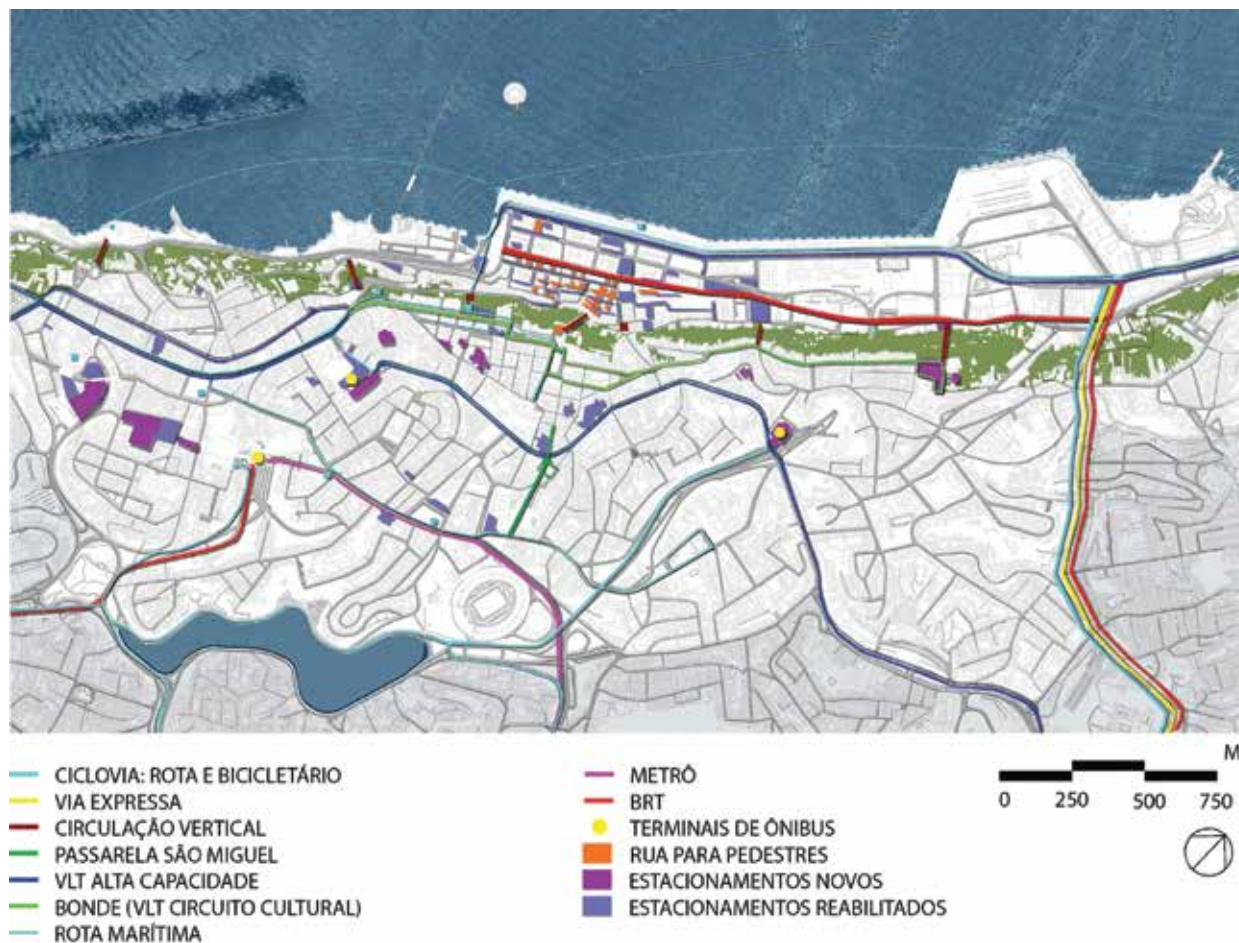 CICLOVIA: ROTA E BICICLETÁRIO
VIA EXPRESSA
CIRCULAÇÃO VERTICAL
PASSARELA SÃO MIGUEL
VLT ALTA CAPACIDADE
BONDE (VLT CIRCUITO CULTURAL)
ROTA MARÍTIMA
METRÔ
BRT
TERMINAIS DE ÔNIBUS
RUA PARA PEDESTRES
ESTACIONAMENTOS NOVOS
ESTACIONAMENTOS REABILITADOS
M
0 250 500 750